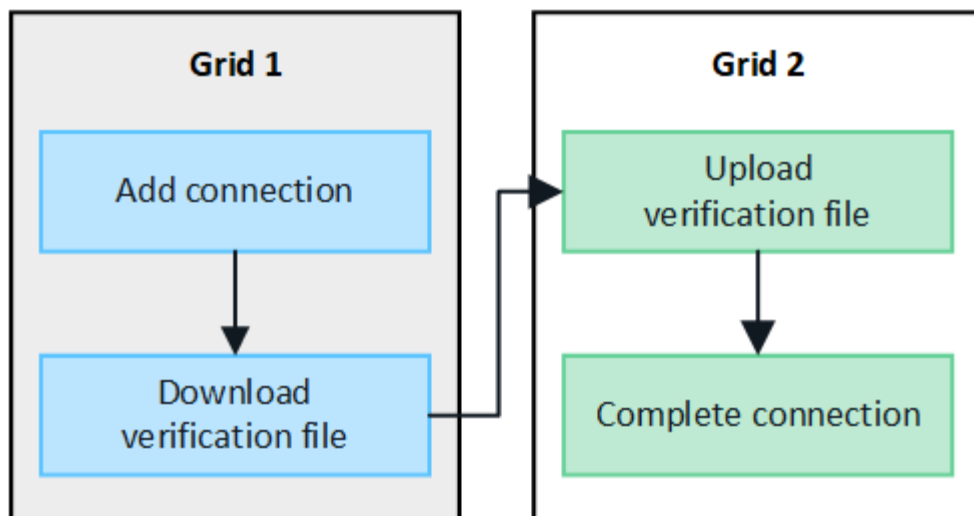 Grid 1
Add connection
Download
verification file
Grid 2
Upload
verification file
Complete connection